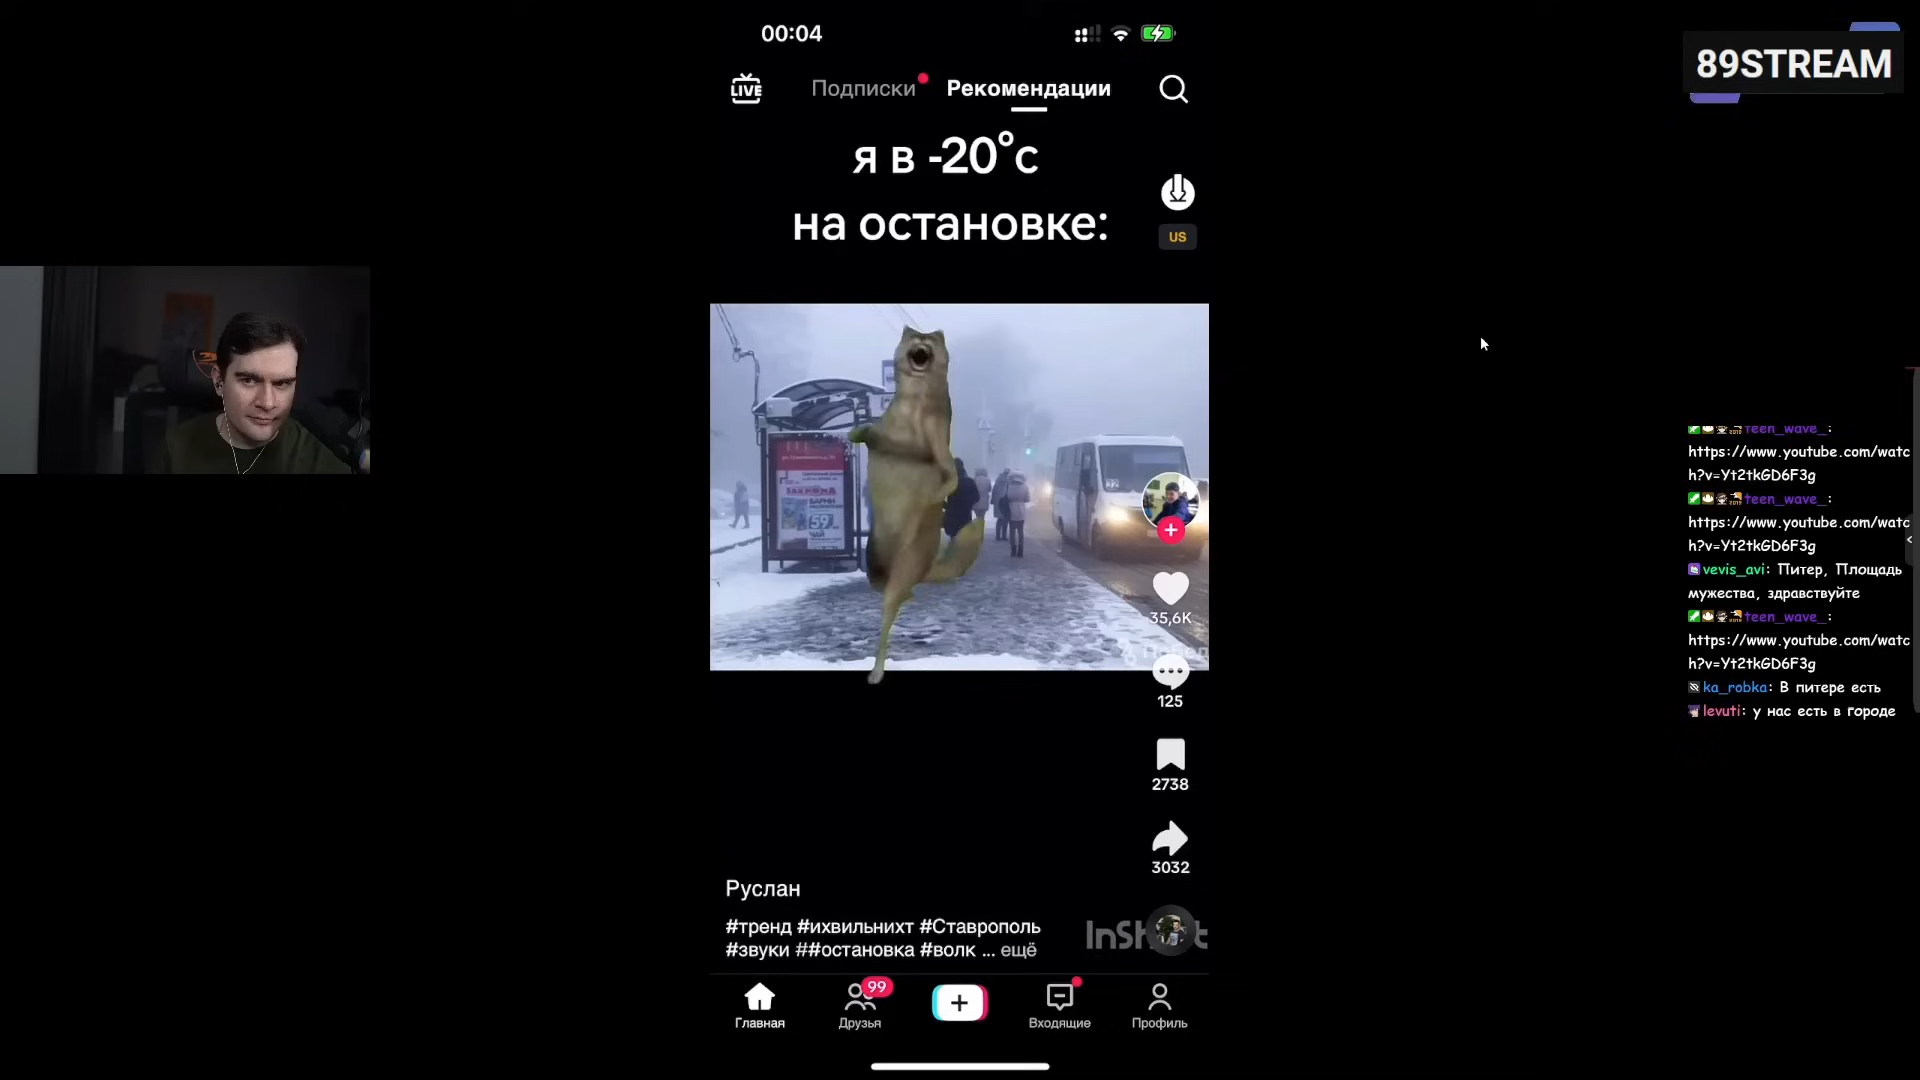 00:04
89STREAM
LIVE
Подписки
Рекомендации
я в -20°с
на остановке:
US
59
ЧАЙ
35,6K
125
2738
3032
Руслан
#тренд #ихвильнихт #Ставрополь
#звуки ##остановка #волк ... ещё
InSh t
Главная
99
Друзья
Входящие
Профиль
teen_wave_:
https://www.youtube.com/watc
h?v=Yt2tkGD6F3g
teen_wave_:
https://www.youtube.com/watc
h?v=Yt2tkGD6F3g
vevis_avi: Питер, Площадь
мужества, здравствуйте
teen_wave_:
https://www.youtube.com/watc
h?v=Yt2tkGD6F3g
ka_robka: В питере есть
levuti: у нас есть в городе